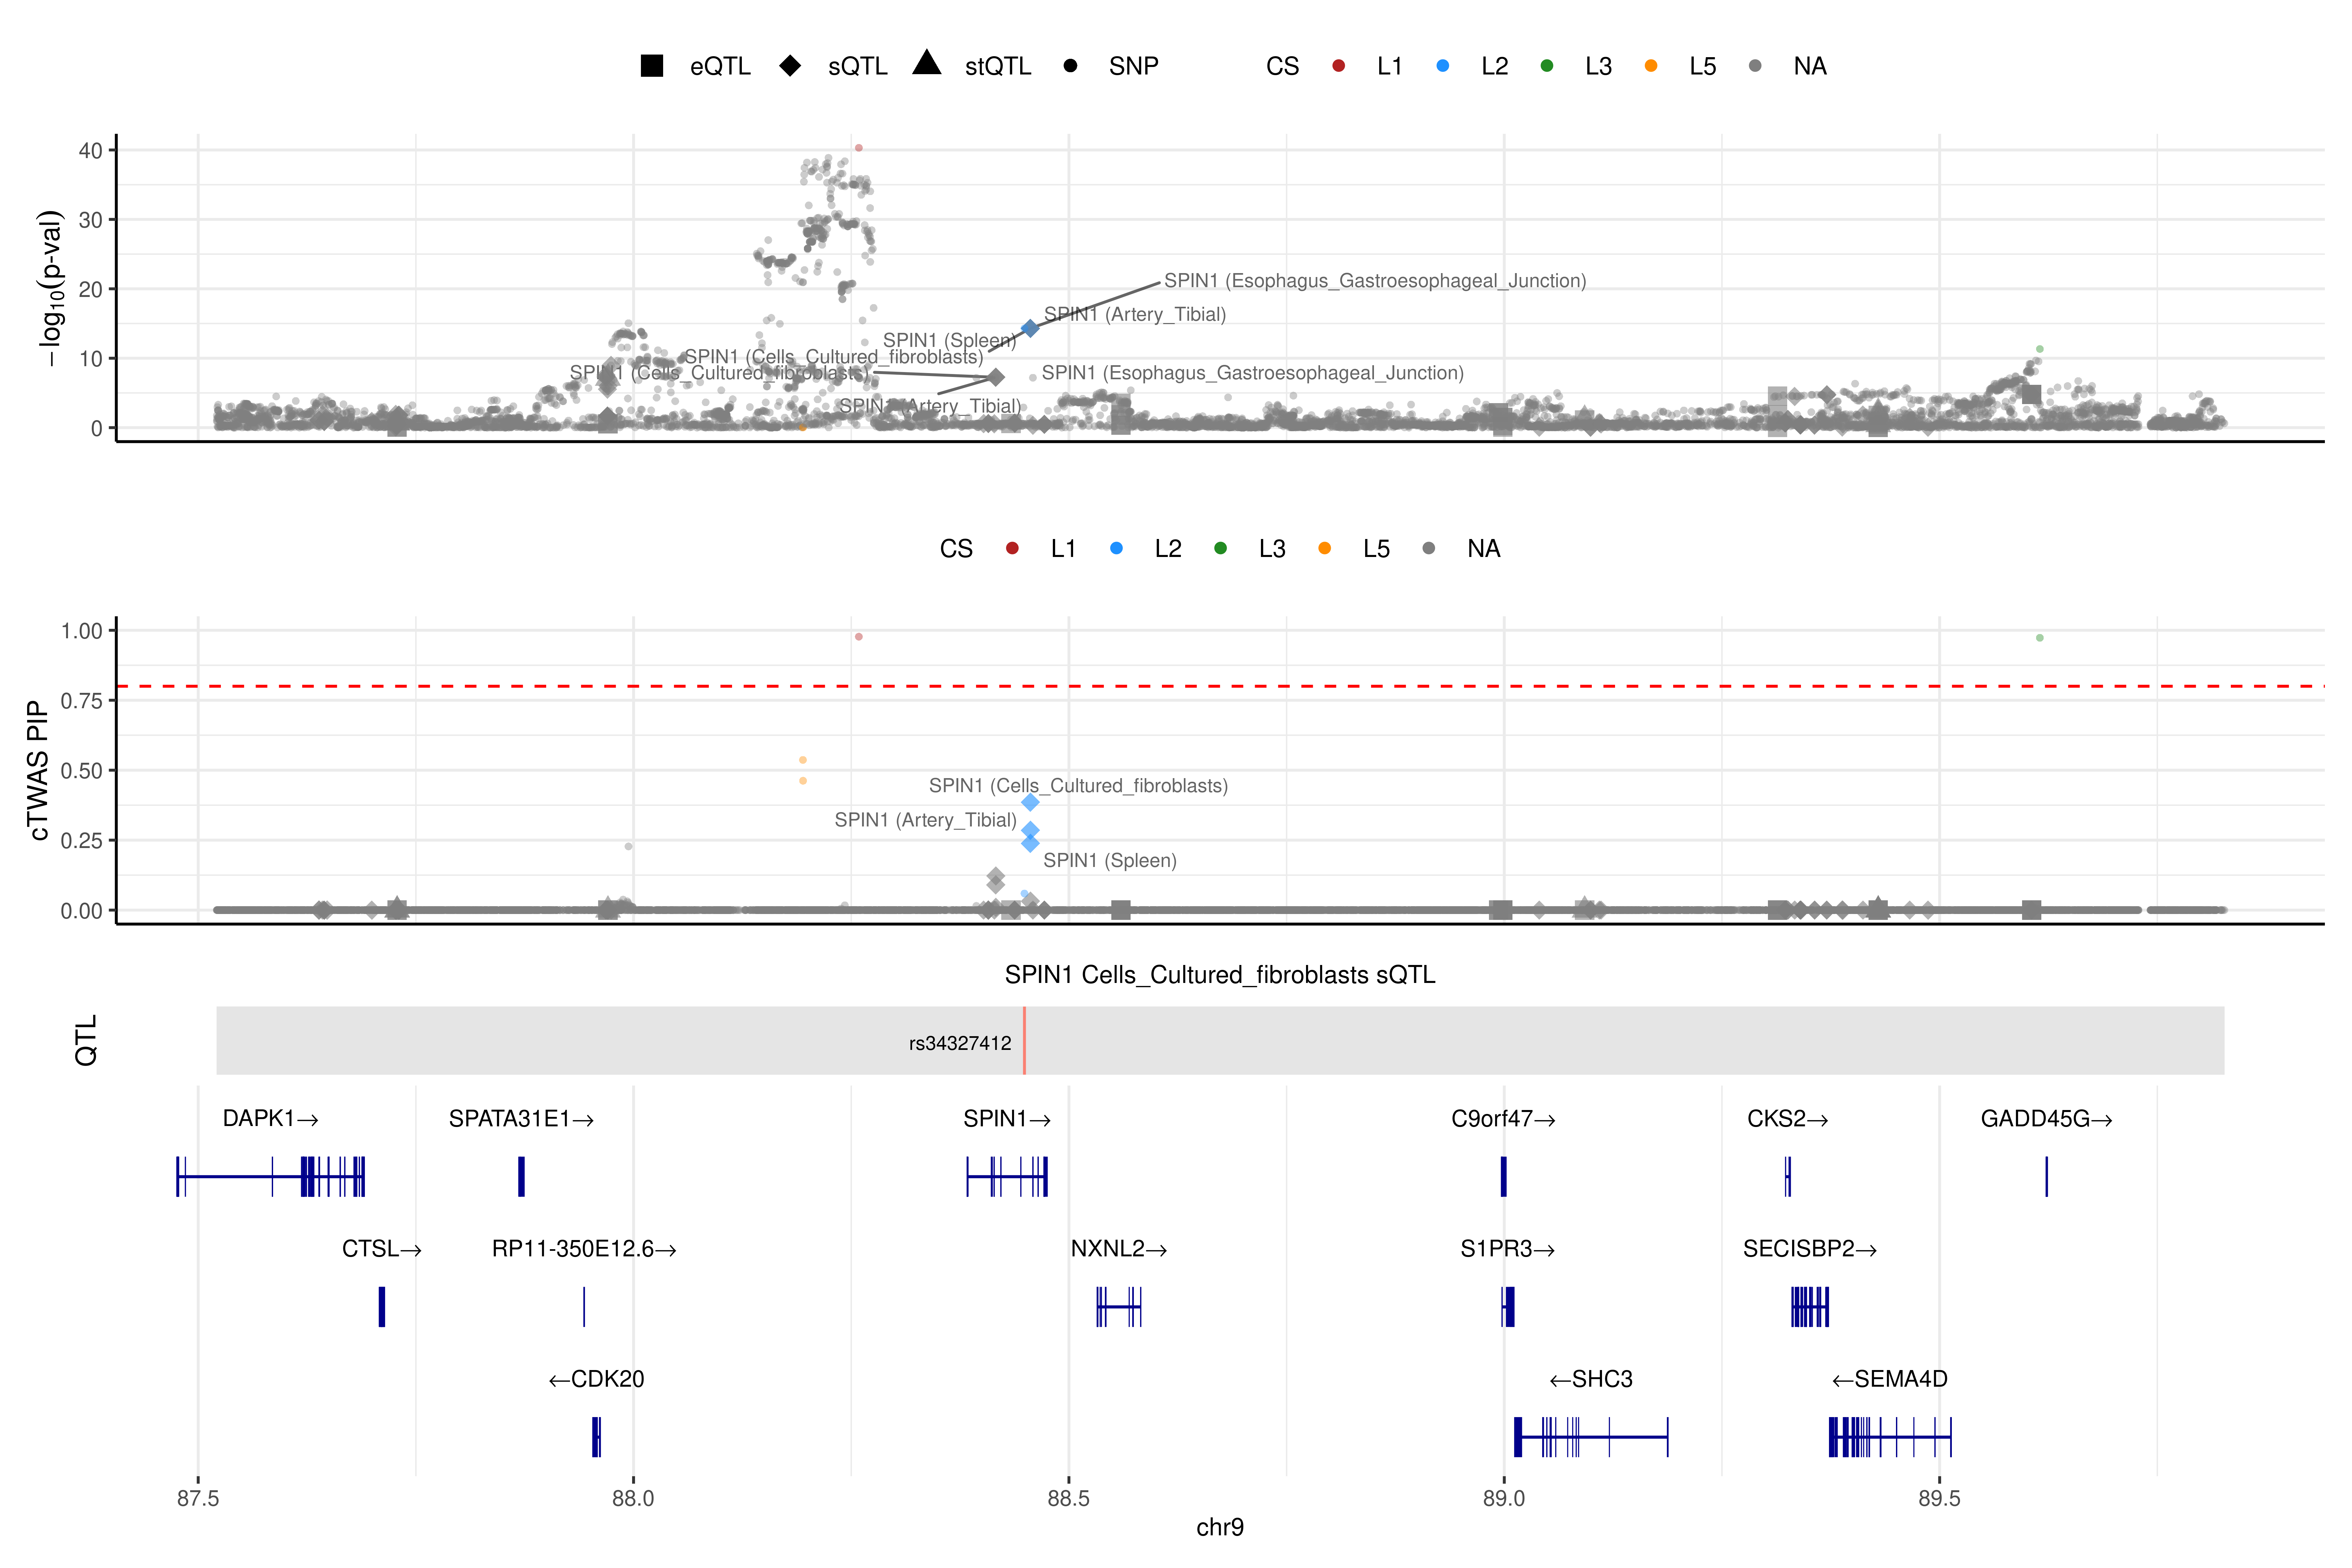 eQTL sQTL stQTL SNP CS L1 L2 L3 L5 NA
−log10(p-val)
40
30
20
10
0
SPIN1 (Esophagus_Gastroesophageal_Junction)
SPIN1 (Artery_Tibial)
SPIN1 (Spleen)
SPIN1 (Cells_Cultured_fibroblasts)
SPIN1 (Cells_Cultured_fibroblasts)
SPIN1 (Esophagus_Gastroesophageal_Junction)
SPIN1 (Artery_Tibial)
CS L1 L2 L3 L5 NA
cTWAS PIP
1.00
0.75
0.50
0.25
0.00
SPIN1 (Cells_Cultured_fibroblasts)
SPIN1 (Artery_Tibial)
SPIN1 (Spleen)
SPIN1 Cells_Cultured_fibroblasts sQTL
QTL
rs34327412
DAPK1→ SPATA31E1→ SPIN1→ C9orf47→ CKS2→ GADD45G→
CTSL→ RP11-350E12.6→ NXNL2→ S1PR3→ SECISBP2→
←CDK20 ←SHC3 ←SEMA4D
87.5 88.0 88.5 89.0 89.5
chr9